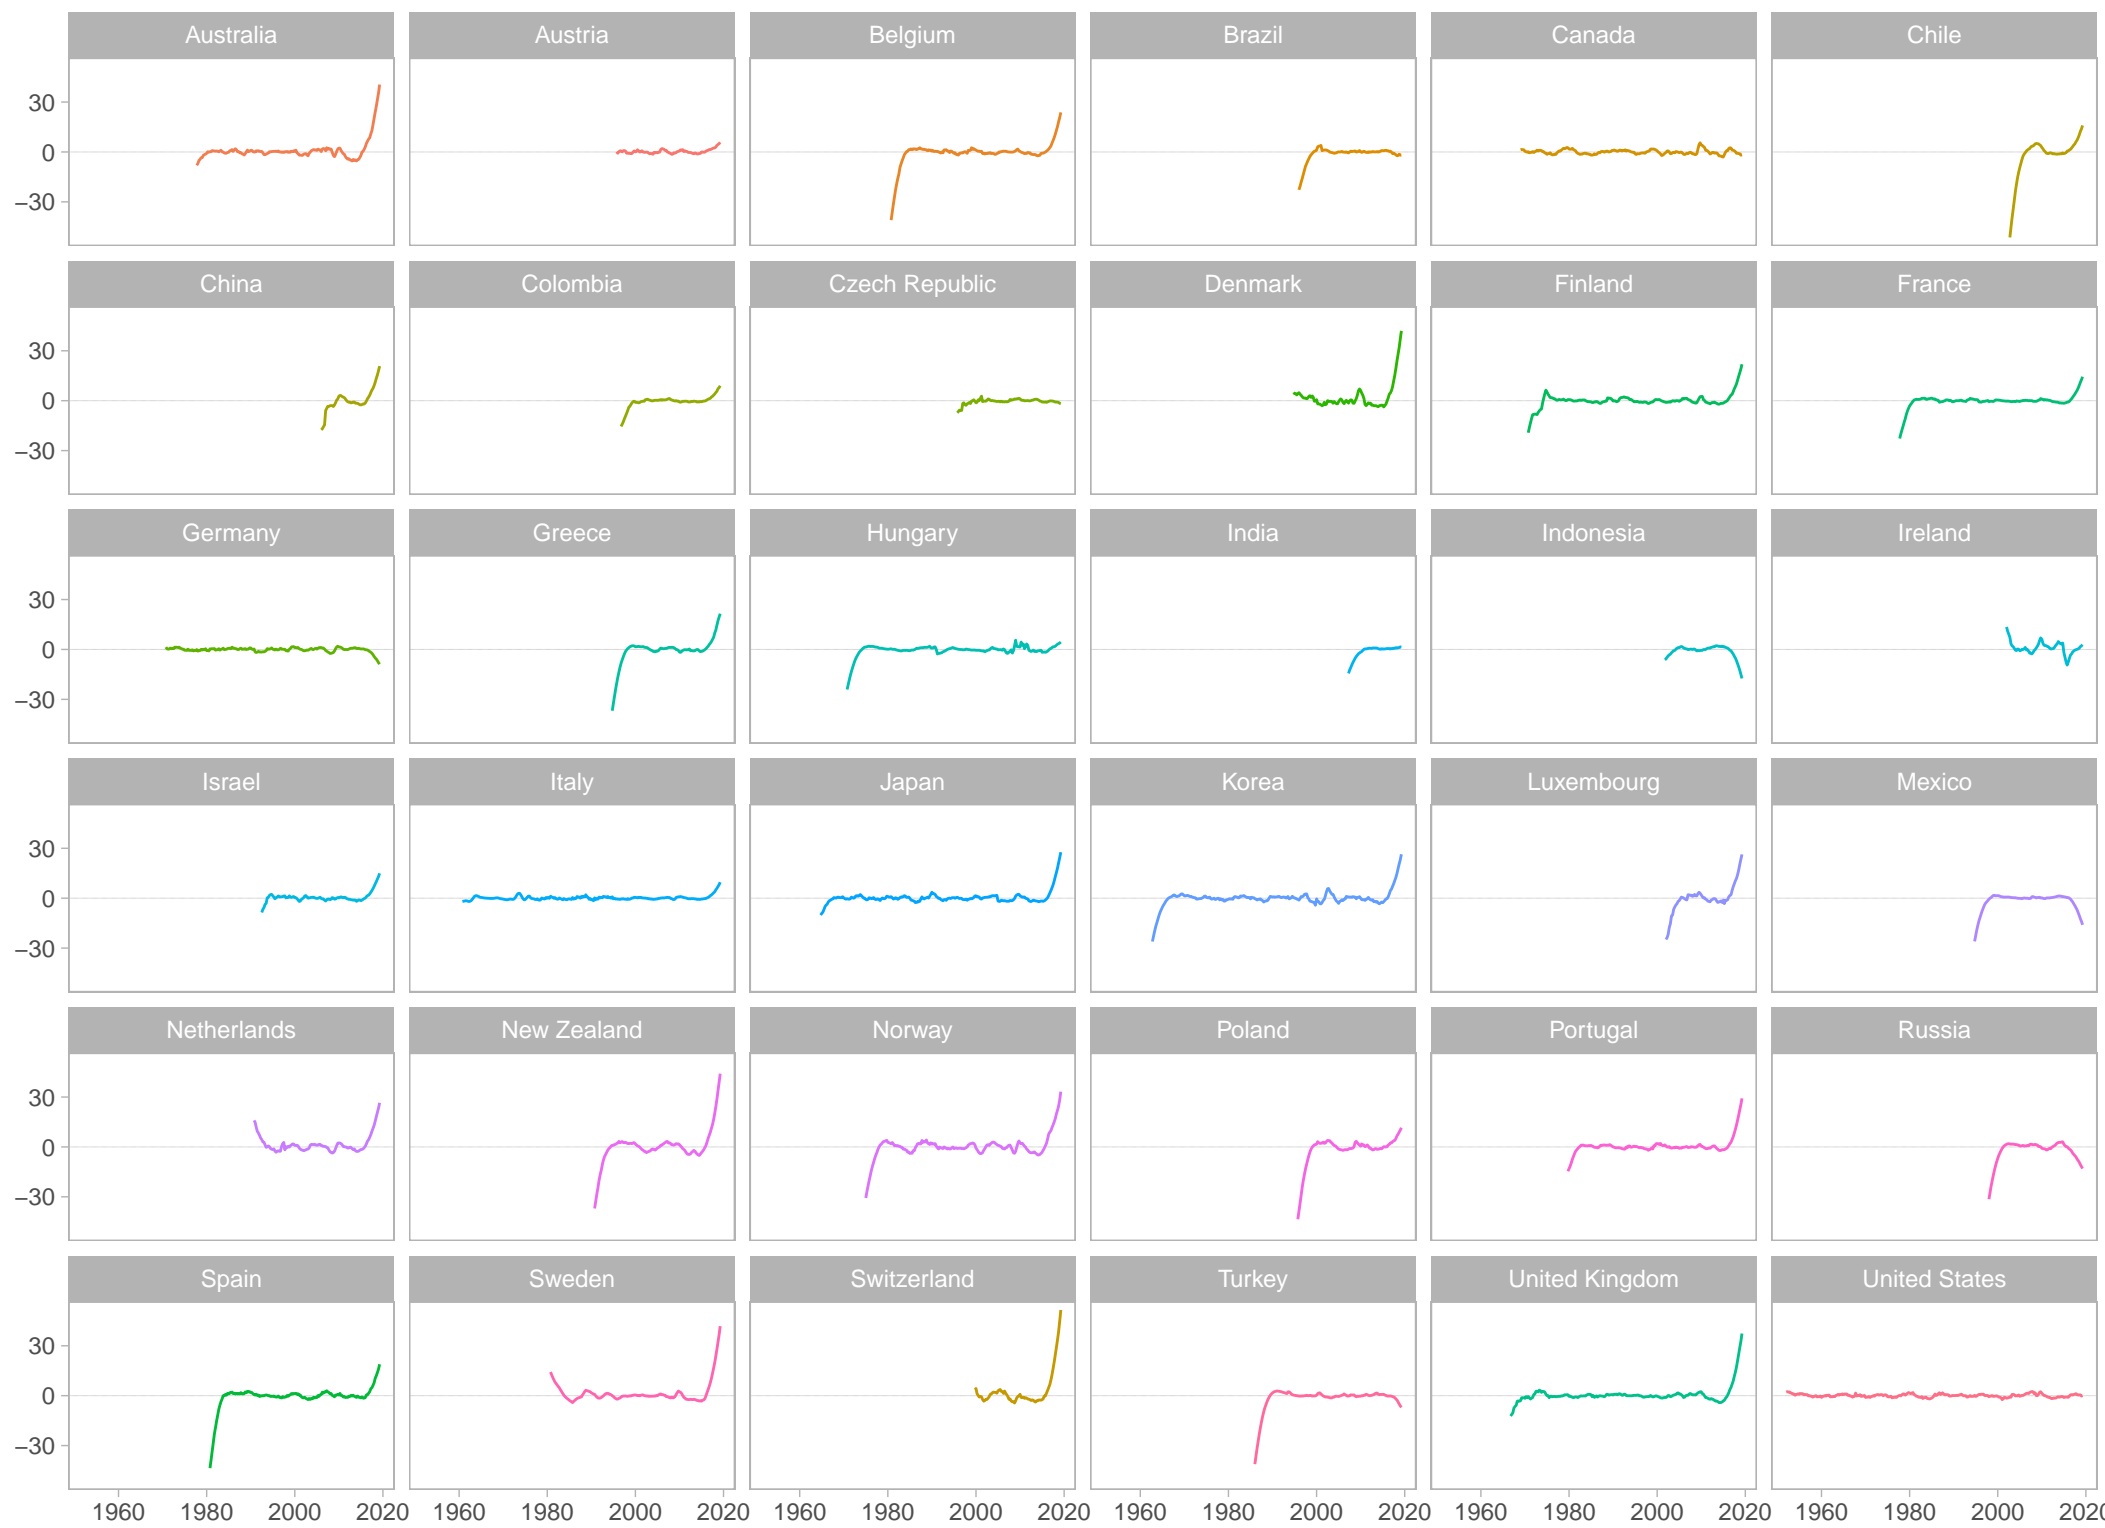 Australia Austria Belgium Brazil Canada Chile
30
0
−30
China Colombia Czech Republic Denmark Finland France
30
0
−30
Germany Greece Hungary India Indonesia Ireland
30
0
−30
Israel Italy Japan Korea Luxembourg Mexico
30
0
−30
Netherlands New Zealand Norway Poland Portugal Russia
30
0
−30
Spain Sweden Switzerland Turkey United Kingdom United States
30
0
−30
1960 1980 2000 2020 1960 1980 2000 2020 1960 1980 2000 2020 1960 1980 2000 2020 1960 1980 2000 2020 1960 1980 2000 2020